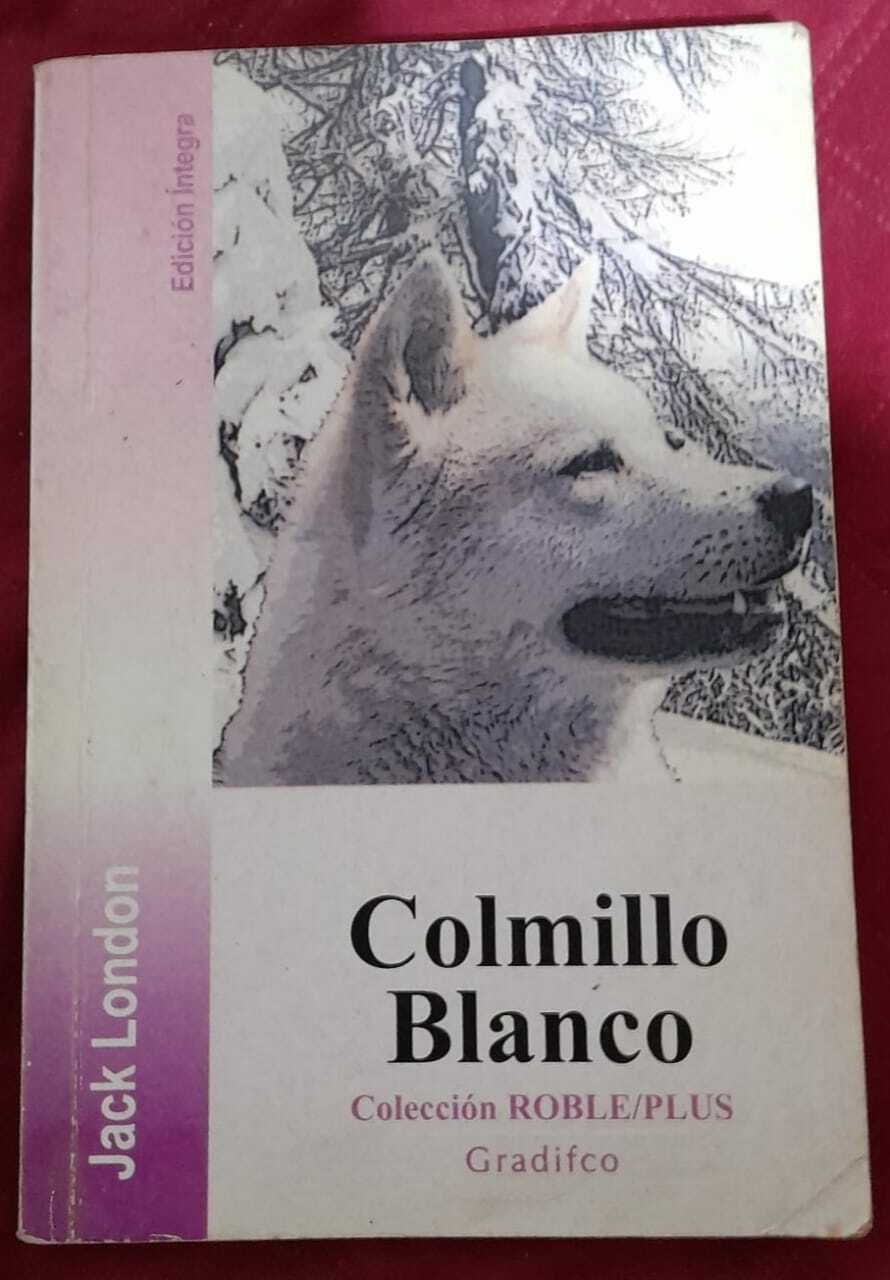 Edición Íntegra
Jack London
Colmillo
Blanco
Colección ROBLE/PLUS
Gradifco